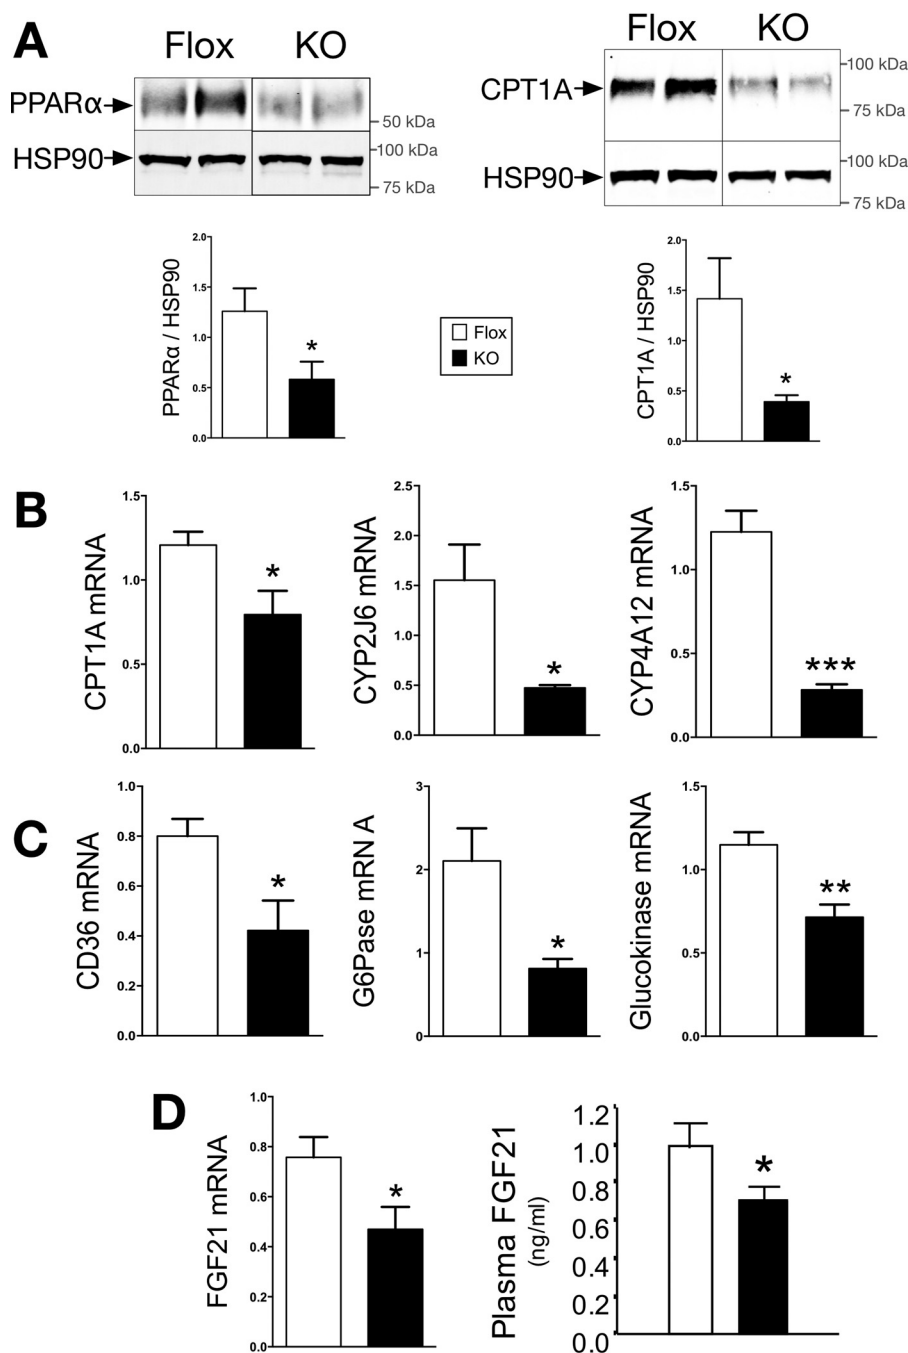 A
Flox KO
PPARα
50 kDa
HSP90
100 kDa
75 kDa
Flox KO
CPT1A
100 kDa
75 kDa
HSP90
100 kDa
75 kDa
PPARα / HSP90
2.0
1.5
1.0
0.5
0.0
*
Flox
KO
CPT1A / HSP90
2.0
1.5
1.0
0.5
0.0
*
B
CPT1A mRNA
1.5
1.0
0.5
0.0
*
CYP2J6 mRNA
2.5
2.0
1.5
1.0
0.5
0.0
*
CYP4A12 mRNA
1.5
1.0
0.5
0.0
***
C
CD36 mRNA
1.0
0.8
0.6
0.4
0.2
0.0
*
G6Pase mRN A
3
2
1
0
*
Glucokinase mRNA
1.5
1.0
0.5
0.0
**
D
FGF21 mRNA
1.0
0.8
0.6
0.4
0.2
0.0
*
Plasma FGF21
(ng/ml)
1.2
1.0
0.8
0.6
0.4
0.2
0.0
*